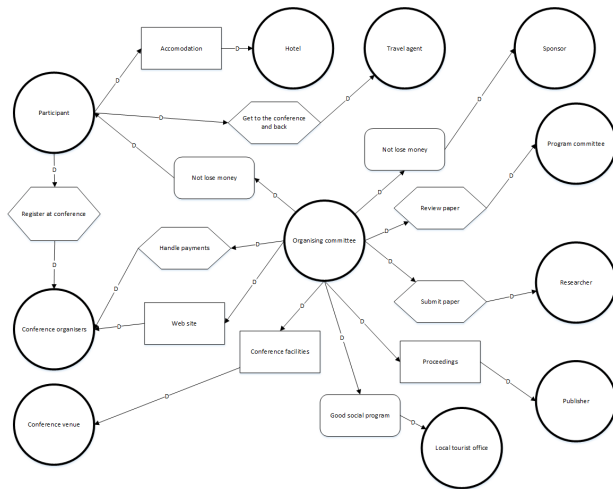 Accomodation
D
D
Hotel
Travel agent
Sponsor
Participant
D
Get to the conference
and back
D
D
Not lose money
D
Program committee
D
D
Not lose money
D
D
Review paper
D
D
Register at conference
Organising committee
D
Handle payments
D
D
D
D
Submit paper
D
Researcher
D
Conference organisers
D
Web site
D
D
D
D
Conference facilities
Proceedings
D
D
Conference venue
Good social program
D
Local tourist office
Publisher